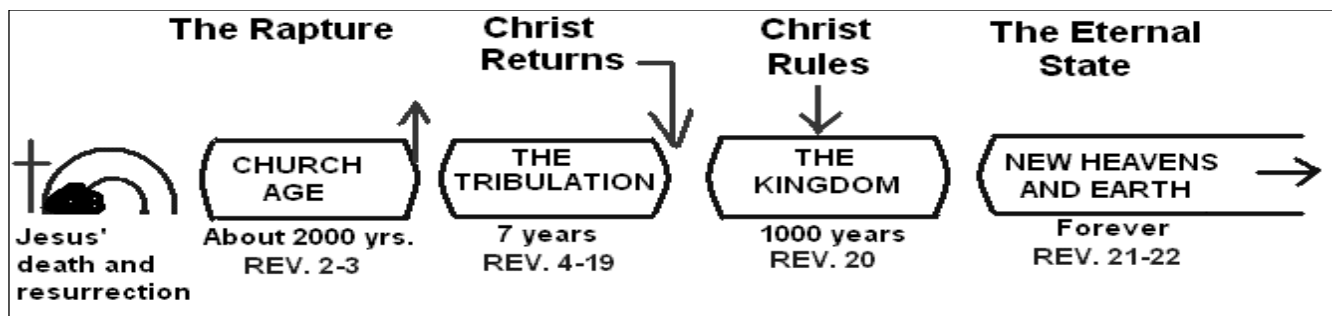 The Rapture
Christ
Returns
Christ
Rules
The Eternal
State
CHURCH
AGE
THE
TRIBULATION
THE
KINGDOM
NEW HEAVENS
AND EARTH
Jesus'
death and
resurrection
About 2000 yrs.
REV. 2-3
7 years
REV. 4-19
1000 years
REV. 20
Forever
REV. 21-22